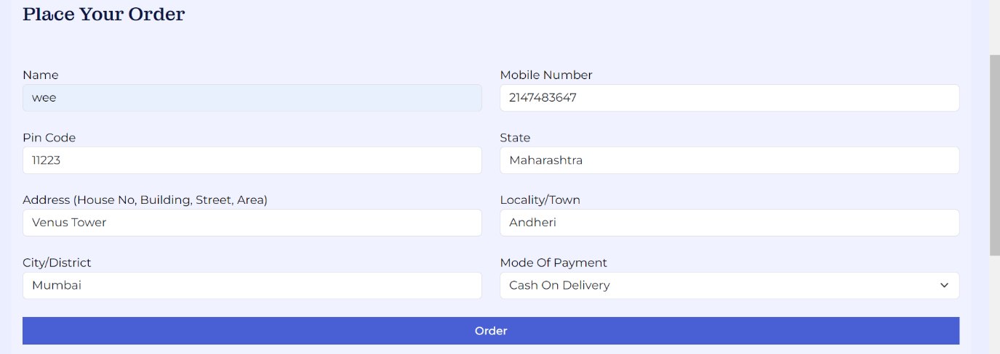 Place Your Order
Name
wee
Mobile Number
2147483647
Pin Code
11223
State
Maharashtra
Address (House No, Building, Street, Area)
Venus Tower
Locality/Town
Andheri
City/District
Mumbai
Mode Of Payment
Cash On Delivery
Order